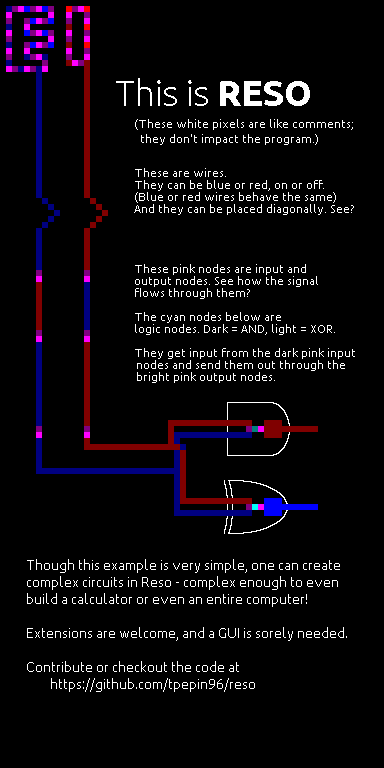 This is RESO
(These white pixels are like comments;
they don't impact the program.)
These are wires.
They can be blue or red, on or off.
(Blue or red wires behave the same)
And they can be placed diagonally. See?
These pink nodes are input and
output nodes. See how the signal
flows through them?
The cyan nodes below are
logic nodes. Dark = AND, light = XOR.
They get input from the dark pink input
nodes and send them out through the
bright pink output nodes.
Though this example is very simple, one can create
complex circuits in Reso - complex enough to even
build a calculator or even an entire computer!
Extensions are welcome, and a GUI is sorely needed.
Contribute or checkout the code at
https://github.com/tpepin96/reso